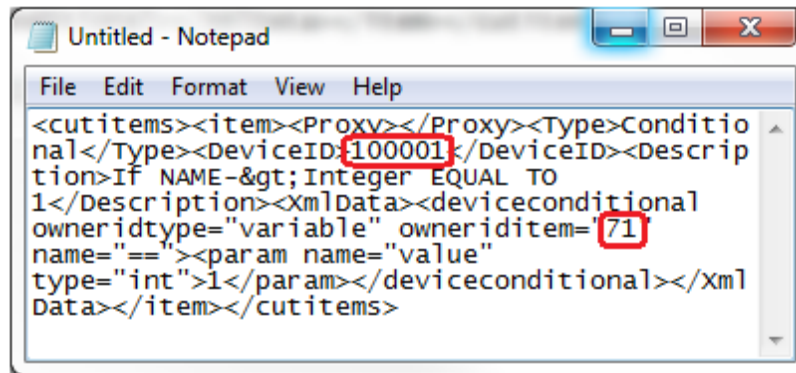 Untitled - Notepad
File Edit Format View Help
<cutitems><item><Proxy></Proxy><Type>Conditio
nal</Type><DeviceID>100001</DeviceID><Descrip
tion>If NAME-&gt;Integer EQUAL TO
1</Description><XmlData><deviceconditional
owneridtype="variable" owneriditem="71"
name="=="><param name="value"
type="int">1</param></deviceconditional></Xml
Data></item></cutitems>